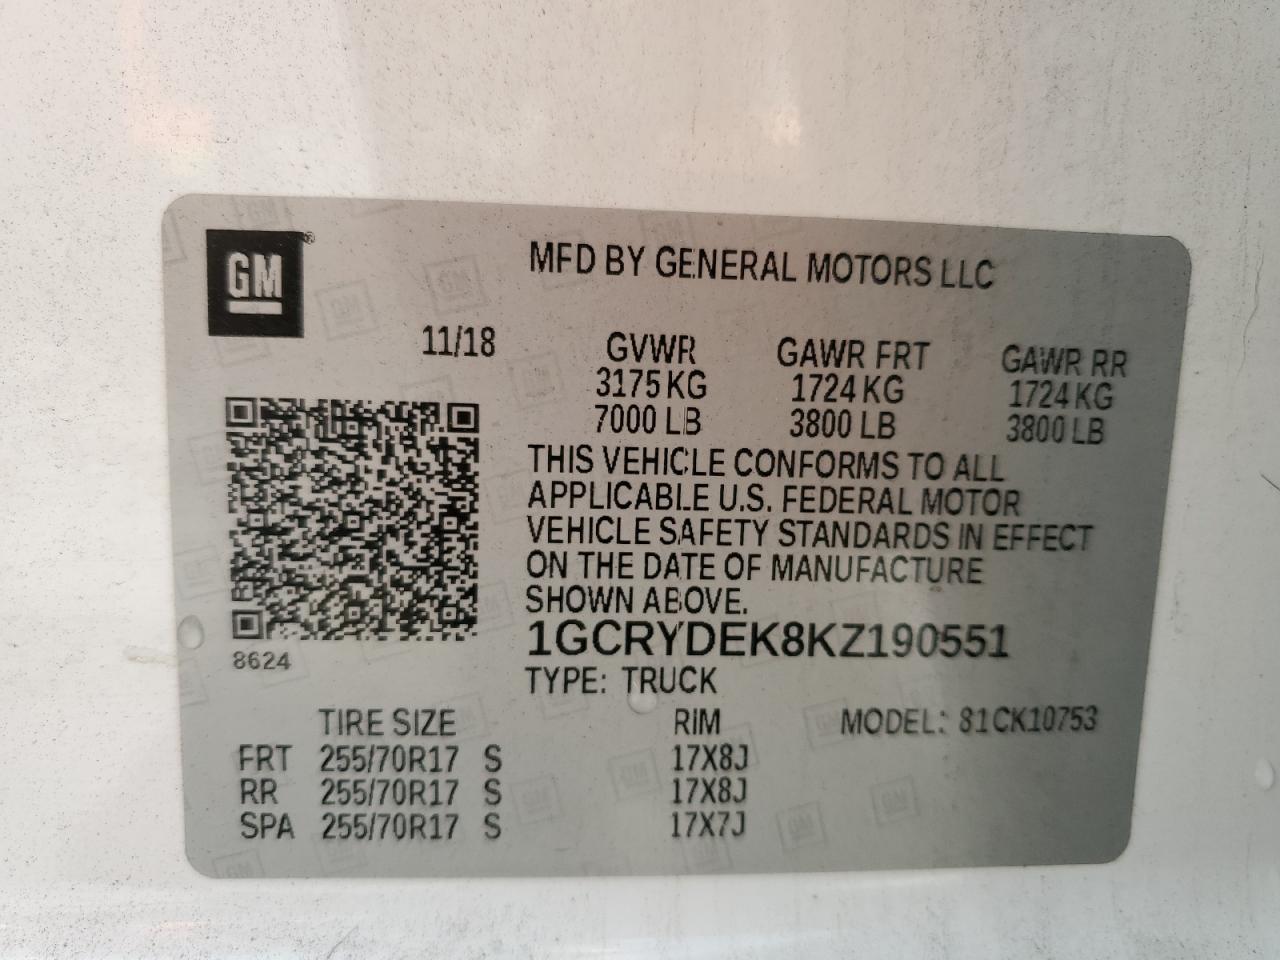 GM®
MFD BY GENERAL MOTORS LLC
11/18
GVWR GAWR FRT GAWR RR
3175 KG 1724 KG 1724 KG
7000 LB 3800 LB 3800 LB
THIS VEHICLE CONFORMS TO ALL
APPLICABLE U.S. FEDERAL MOTOR
VEHICLE SAFETY STANDARDS IN EFFECT
ON THE DATE OF MANUFACTURE
SHOWN ABOVE.
1GCRYDEK8KZ190551
8624
TYPE: TRUCK
TIRE SIZE RIM MODEL: 81CK10753
FRT 255/70R17 S 17X8J
RR 255/70R17 S 17X8J
SPA 255/70R17 S 17X7J